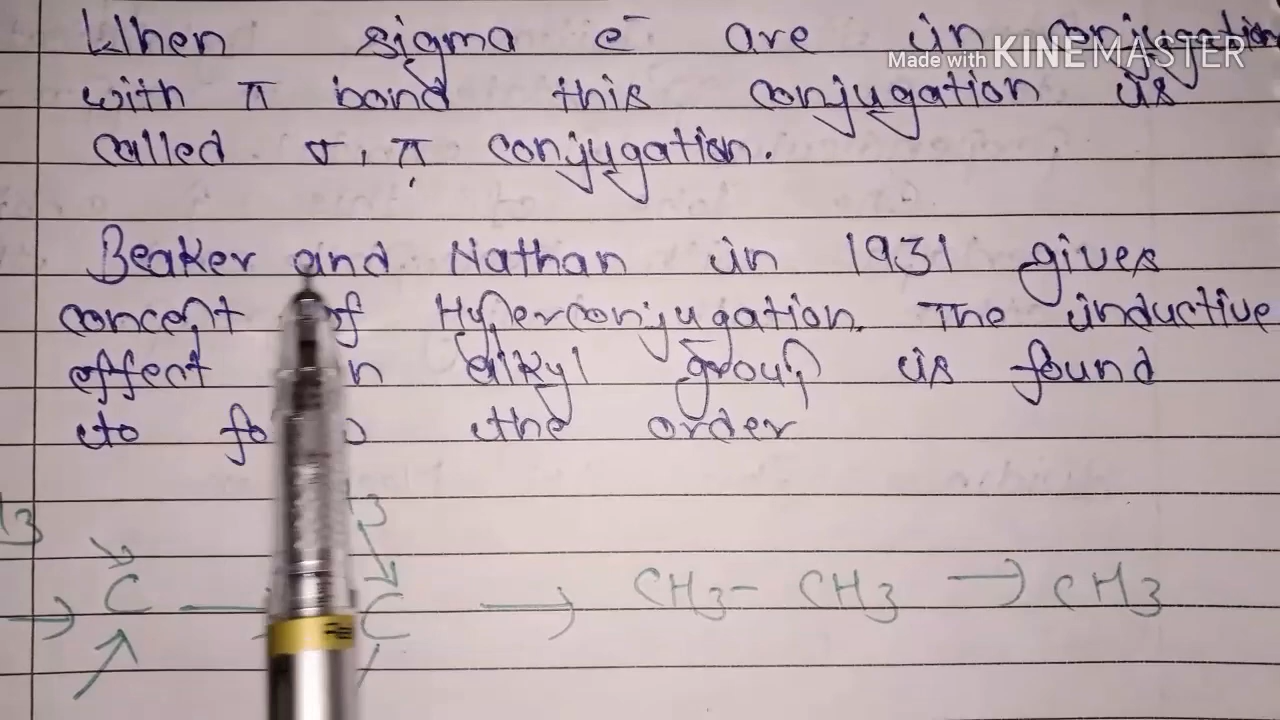 When sigma e⁻ are in conjugation
Made with KINEMASTER
with π bond this conjugation is
called σ, π conjugation.
Beaker and Nathan in 1931 gives
concept of Hyperconjugation. The inductive
effect in alkyl group is found
to the order
C C → CH3- CH3 → CH3